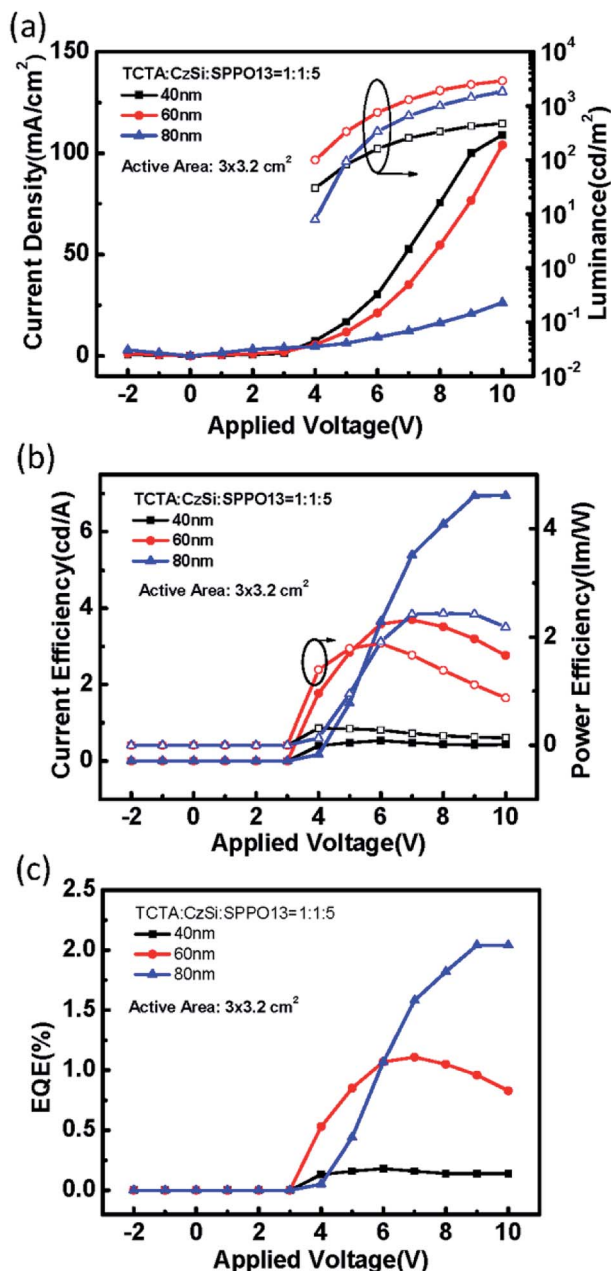 (a)
TCTA:CzSi:SPPO13=1:1:5
40nm
60nm
80nm
Active Area: 3x3.2 cm²
Current Density(mA/cm²)
150
100
50
0
Luminance(cd/m²)
10⁴
10³
10²
10¹
10⁰
10⁻¹
10⁻²
-2 0 2 4 6 8 10
Applied Voltage(V)
(b)
TCTA:CzSi:SPPO13=1:1:5
40nm
60nm
80nm
Active Area: 3x3.2 cm²
Current Efficiency(cd/A)
6
4
2
0
Power Efficiency(lm/W)
4
2
0
-2 0 2 4 6 8 10
Applied Voltage(V)
(c)
TCTA:CzSi:SPPO13=1:1:5
40nm
60nm
80nm
Active Area: 3x3.2 cm²
EQE(%)
2.5
2.0
1.5
1.0
0.5
0.0
-2 0 2 4 6 8 10
Applied Voltage(V)